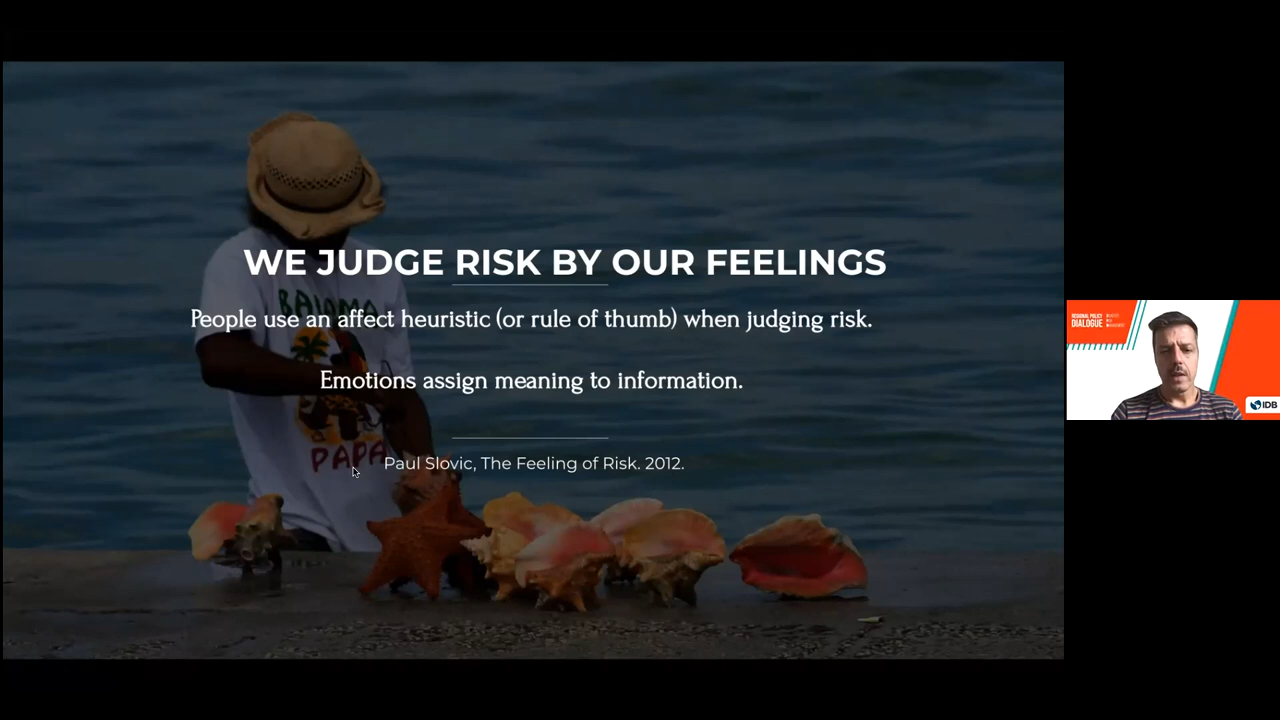 WE JUDGE RISK BY OUR FEELINGS
People use an affect heuristic (or rule of thumb) when judging risk.
Emotions assign meaning to information.
Paul Slovic, The Feeling of Risk. 2012.
BAHAMA
PAPA
REGIONAL POLICY
DIALOGUE
IDB